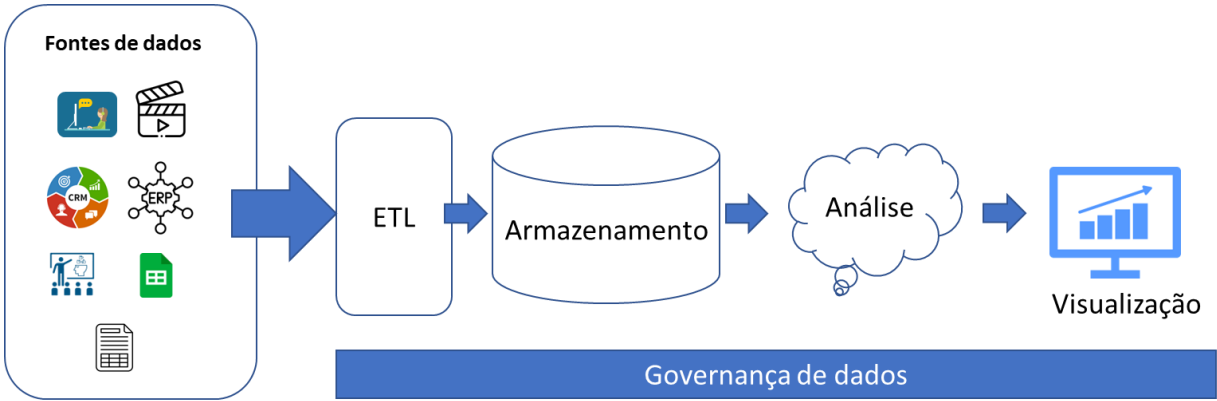 Fontes de dados
CRM
ERP
ETL
Armazenamento
Análise
Visualização
Governança de dados